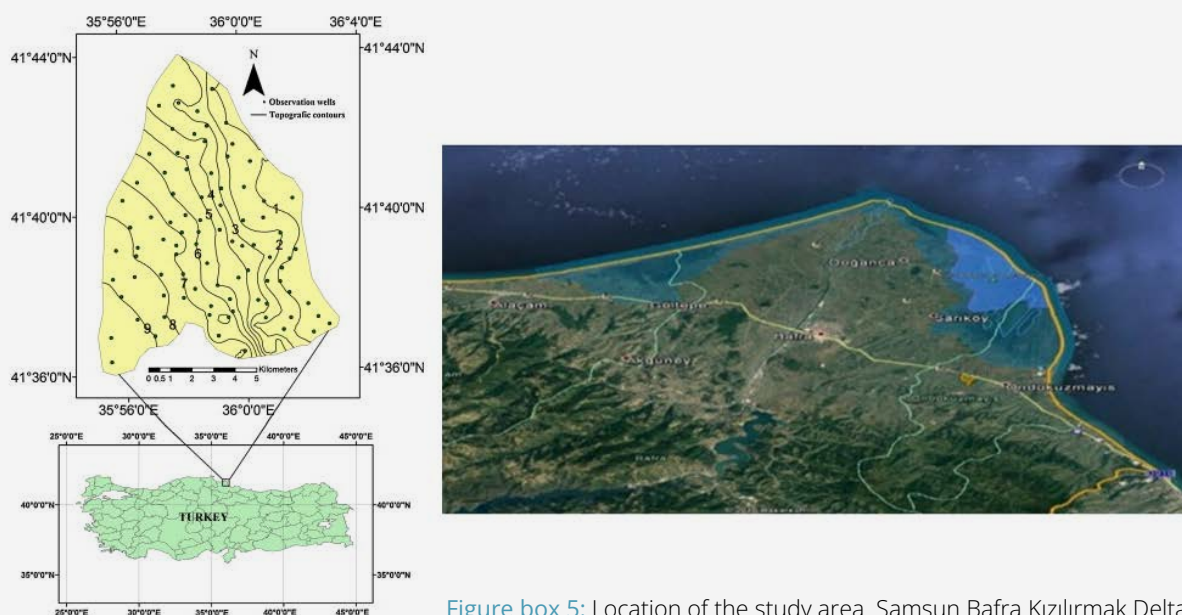 35°56'0"E 36°0'0"E 36°4'0"E
41°44'0"N
41°44'0"N
N
Observation wells
Topografic contours
41°40'0"N
41°40'0"N
4
5
3
1
2
6
7
9
8
Kilometers
0 0.5 1 2 3 4 5
41°36'0"N
41°36'0"N
35°56'0"E 36°0'0"E
25°0'0"E 30°0'0"E 35°0'0"E 40°0'0"E 45°0'0"E
40°0'0"N
40°0'0"N
TURKEY
35°0'0"N
35°0'0"N
25°0'0"E 30°0'0"E 35°0'0"E 40°0'0"E 45°0'0"E
Doğanca
Alaçam
Göltepe
Sarıköy
Bafra
Akgüney
Bafra
Figure box 5: Location of the study area, Samsun Bafra Kızılırmak Delta